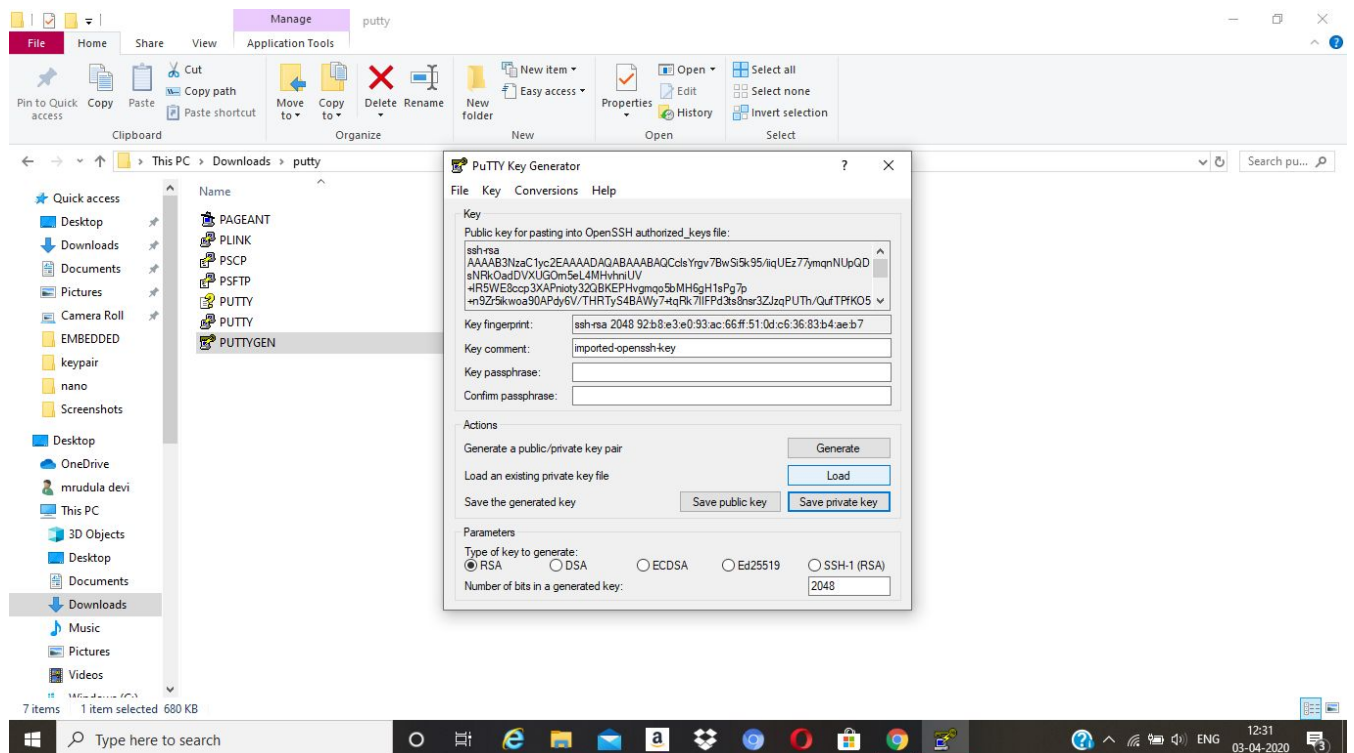 Manage
putty
File Home Share View Application Tools
Pin to Quick access
Copy
Paste
Cut
Copy path
Paste shortcut
Clipboard
Move to
Copy to
Delete
Rename
Organize
New folder
New item
Easy access
New
Properties
Open
Edit
History
Open
Select all
Select none
Invert selection
Select
This PC > Downloads > putty
Search pu...
Quick access
Desktop
Downloads
Documents
Pictures
Camera Roll
EMBEDDED
keypair
nano
Screenshots
Desktop
OneDrive
mrudula devi
This PC
3D Objects
Desktop
Documents
Downloads
Music
Pictures
Videos
Name
PAGEANT
PLINK
PSCP
PSFTP
PUTTY
PUTTY
PUTTYGEN
PuTTY Key Generator
? ×
File Key Conversions Help
Key
Public key for pasting into OpenSSH authorized_keys file:
ssh-rsa
Key fingerprint: ssh-rsa 2048 92:b8:e3:e0:93:ac:66:ff:51:0d:c6:36:83:b4:ae:b7
Key comment: imported-openssh-key
Key passphrase:
Confirm passphrase:
Actions
Generate a public/private key pair Generate
Load an existing private key file Load
Save the generated key Save public key Save private key
Parameters
Type of key to generate:
RSA DSA ECDSA Ed25519 SSH-1 (RSA)
Number of bits in a generated key: 2048
7 items 1 item selected 680 KB
Type here to search
ENG
12:31
03-04-2020